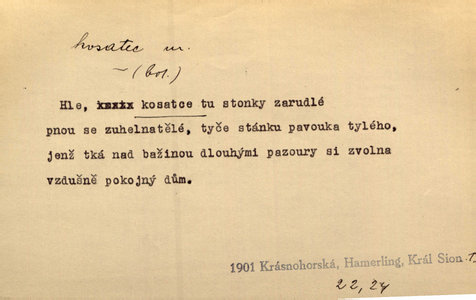 kosatec m.
– (bot.)
Hle, xxxix kosatce tu stonky zarudlé
pnou se zuhelnatělé, tyče stánku pavouka tylého,
jenž tká nad bažinou dlouhými pazoury si zvolna
vzdušně pokojný dům.
1901 Krásnohorská, Hamerling, Král Sion
22, 24